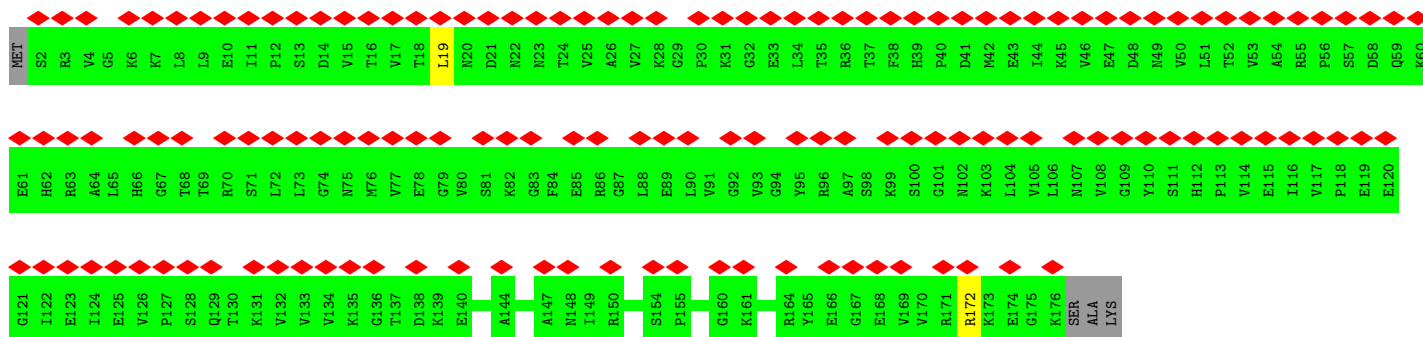 MET S2 R3 V4 G5 K6 K7 L8 L9 E10 I11 P12 S13 D14 V15 T16 V17 T18 L19 N20 D21 N22 N23 T24 V25 A26 V27 K28 G29 P30 K31 G32 E33 L34 T35 R36 T37 F38 H39 P40 D41 M42 E43 I44 K45 V46 E47 D48 N49 V50 L51 T52 V53 A54 R55 P56 S57 D58 Q59 K60
E61 H62 R63 A64 L65 H66 G67 T68 T69 R70 S71 L72 L73 G74 N75 M76 V77 E78 G79 V80 S81 K82 G83 F84 E85 R86 G87 L88 E89 L90 V91 G92 V93 G94 Y95 R96 A97 S98 K99 S100 G101 N102 K103 L104 V105 L106 N107 V108 G109 Y110 S111 H112 P113 V114 E115 I116 V117 P118 E119 E120
G121 I122 E123 I124 E125 V126 P127 S128 Q129 T130 K131 V132 V133 V134 K135 G136 T137 D138 K139 E140 A144 A147 N148 I149 R150 S154 P155 G160 K161 R164 Y165 E166 G167 E168 V169 V170 R171 R172 K173 E174 G175 K176 SER ALA LYS